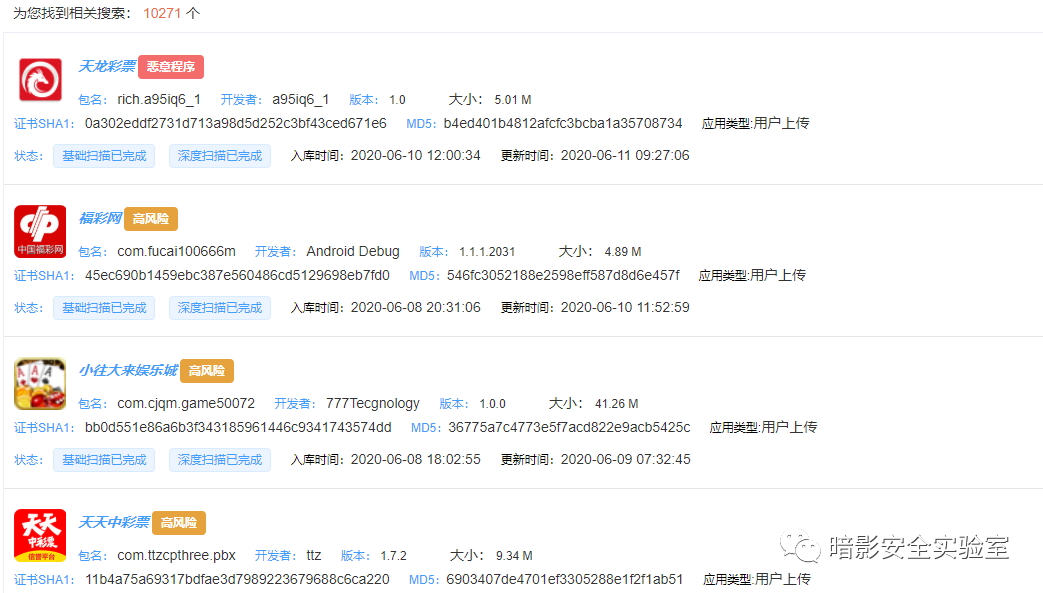 为您找到相关搜索： 10271 个
天龙彩票 恶意程序
包名： rich.a95iq6_1 开发者： a95iq6_1 版本： 1.0 大小： 5.01 M
证书SHA1： 0a302eddf2731d713a98d5d252c3bf43ced671e6 MD5： b4ed401b4812afcfc3bcba1a35708734 应用类型:用户上传
状态： 基础扫描已完成 深度扫描已完成 入库时间： 2020-06-10 12:00:34 更新时间： 2020-06-11 09:27:06
福彩网 高风险
中国福彩网
包名： com.fucai100666m 开发者： Android Debug 版本： 1.1.1.2031 大小： 4.89 M
证书SHA1： 45ec690b1459ebc387e560486cd5129698eb7fd0 MD5： 546fc3052188e2598eff587d8d6e457f 应用类型:用户上传
状态： 基础扫描已完成 深度扫描已完成 入库时间： 2020-06-08 20:31:06 更新时间： 2020-06-10 11:52:59
小往大来娱乐城 高风险
A A A
包名： com.cjqm.game50072 开发者： 777Tecgnology 版本： 1.0.0 大小： 41.26 M
证书SHA1： bb0d551e86a6b3f343185961446c9341743574dd MD5： 36775a7c4773e5f7acd822e9acb5425c 应用类型:用户上传
状态： 基础扫描已完成 深度扫描已完成 入库时间： 2020-06-08 18:02:55 更新时间： 2020-06-09 07:32:45
天天中彩票 高风险
天天
中彩票
信誉平台
包名： com.ttzcpthree.pbx 开发者： ttz 版本： 1.7.2 大小： 9.34 M
证书SHA1： 11b4a75a69317bdfae3d7989223679688c6ca220 MD5： 6903407de4701ef3305288e1f2f1ab51 应用类型:用户上传
暗影安全实验室